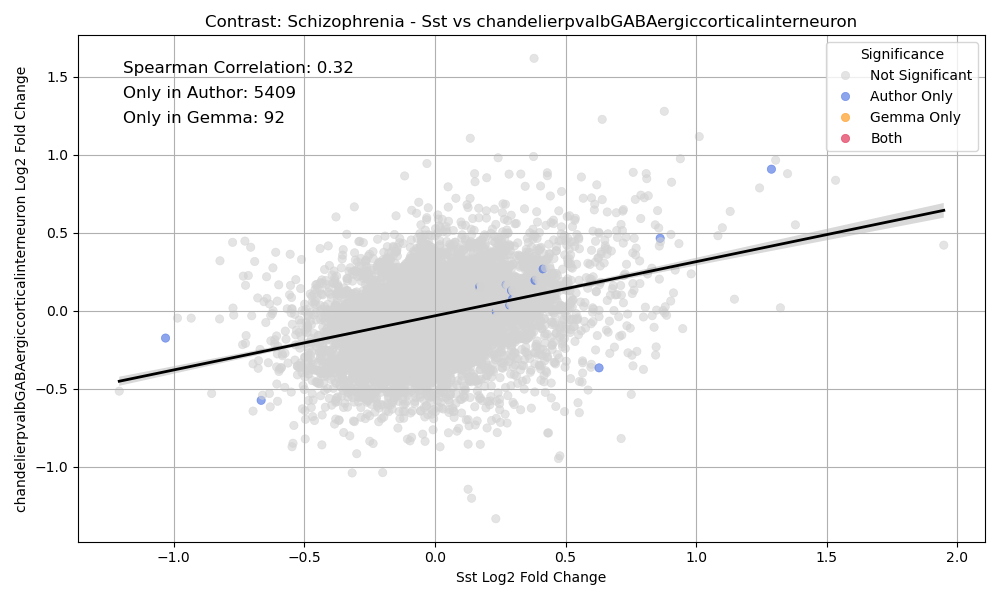 Contrast: Schizophrenia - Sst vs chandelierpvalbGABAergiccorticalinterneuron
Spearman Correlation: 0.32
Only in Author: 5409
Only in Gemma: 92
Significance
Not Significant
Author Only
Gemma Only
Both
chandelierpvalbGABAergiccorticalinterneuron Log2 Fold Change
1.5
1.0
0.5
0.0
−0.5
−1.0
−1.0 −0.5 0.0 0.5 1.0 1.5 2.0
Sst Log2 Fold Change